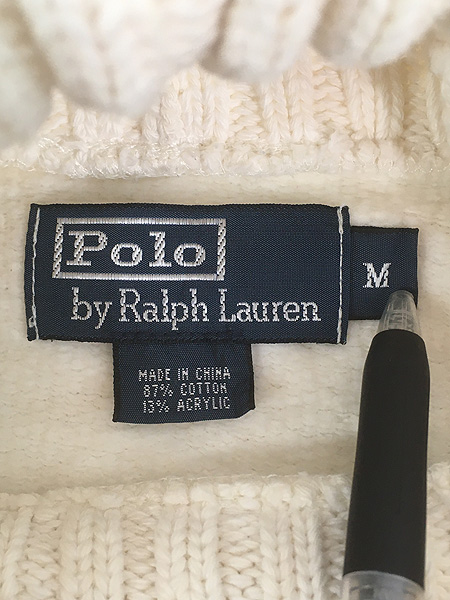 Polo
by Ralph Lauren
M
MADE IN CHINA
87% COTTON
13% ACRYLIC